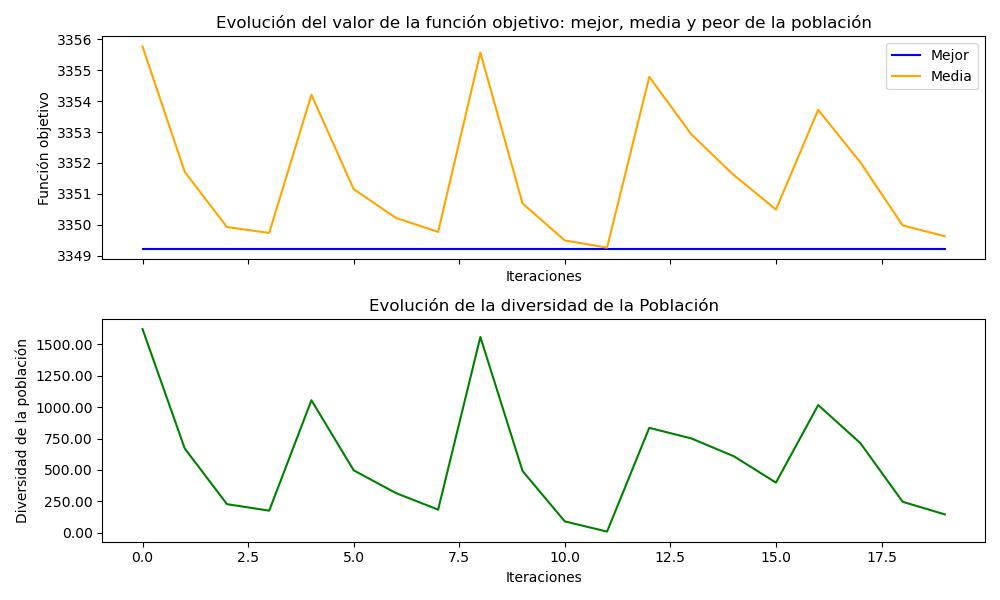 Evolución del valor de la función objetivo: mejor, media y peor de la población
Función objetivo
3356
3355
3354
3353
3352
3351
3350
3349
Mejor
Media
Iteraciones
Evolución de la diversidad de la Población
Diversidad de la población
1500.00
1250.00
1000.00
750.00
500.00
250.00
0.00
0.0 2.5 5.0 7.5 10.0 12.5 15.0 17.5
Iteraciones